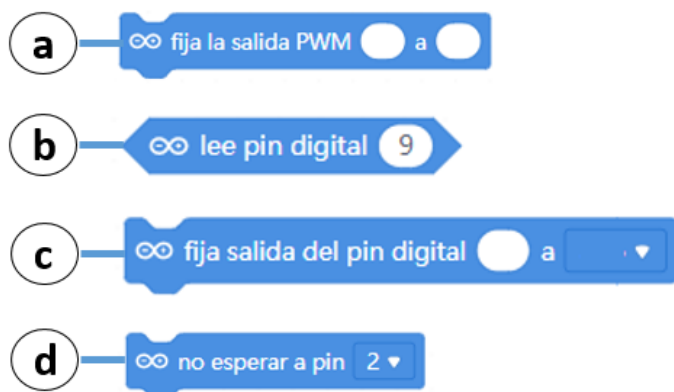 a fija la salida PWM a
b lee pin digital 9
c fija salida del pin digital a
d no esperar a pin 2